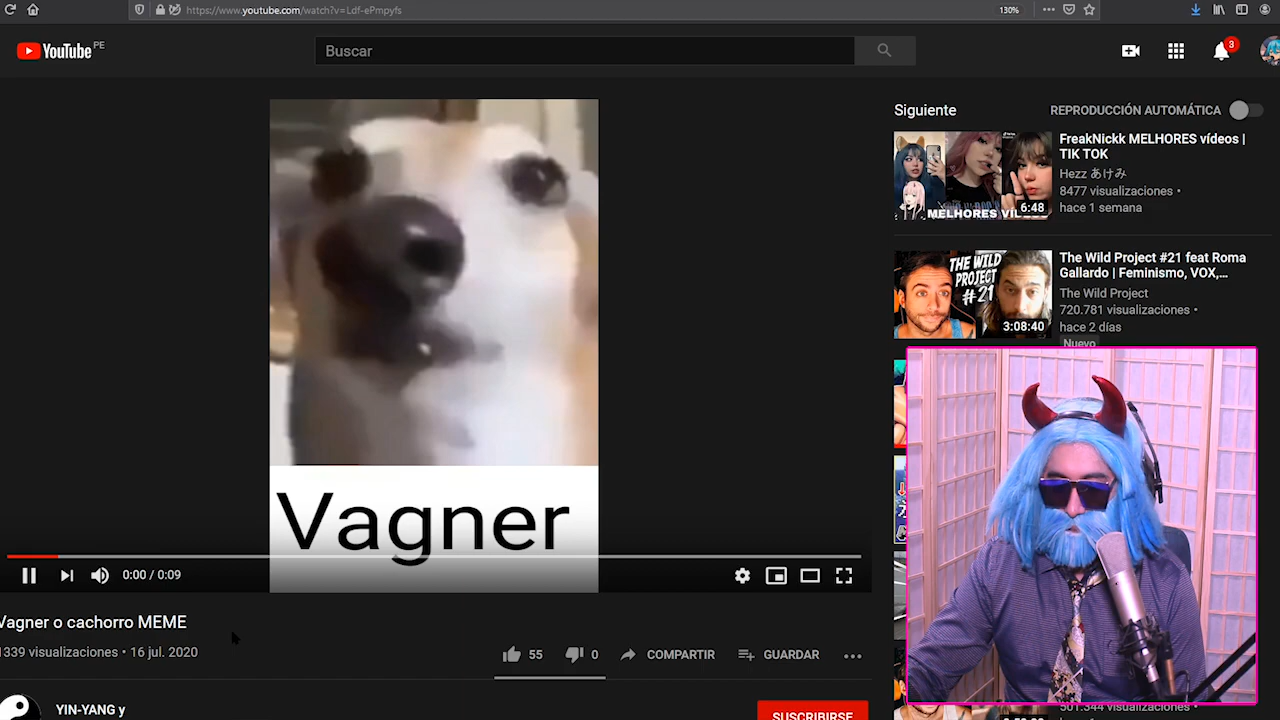 https://www.youtube.com/watch?v=Ldf-ePmpyfs
130%
YouTube PE
Buscar
3
Vagner
0:00 / 0:09
Vagner o cachorro MEME
1339 visualizaciones • 16 jul. 2020
55
0
COMPARTIR
GUARDAR
YIN-YANG y
SUSCRIBIRSE
Siguiente
REPRODUCCIÓN AUTOMÁTICA
MELHORES
6:48
FreakNickk MELHORES vídeos |
TIK TOK
Hezz あけみ
8477 visualizaciones •
hace 1 semana
THE WILD
PROJECT
#21
3:08:40
The Wild Project #21 feat Roma
Gallardo | Feminismo, VOX,...
The Wild Project
720.781 visualizaciones •
hace 2 días
Nuevo
501.344 visualizaciones •